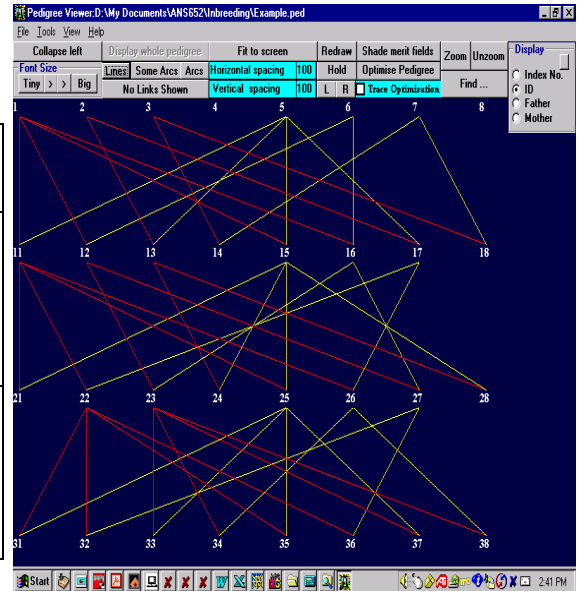 Pedigree Viewer:D:\My Documents\ANS652\Inbreeding\Example.ped
File Tools View Help
Collapse left Display whole pedigree Fit to screen Redraw Shade merit fields Zoom Unzoom Display
Font Size Lines Some Arcs Arcs Horizontal spacing 100 Hold Optimise Pedigree Index No.
Tiny > > Big No Links Shown Vertical spacing 100 L R Trace Optimization Find ... ID
Father
Mother
1 2 3 4 5 6 7 8
11 12 13 14 15 16 17 18
21 22 23 24 25 26 27 28
31 32 33 34 35 36 37 38
Start 2:41 PM